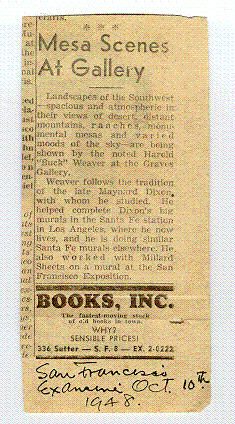 erans.
* * *
Mesa Scenes
At Gallery
Landscapes of the Southwest
—spacious and atmospheric in
their views of desert, distant
mountains, ranches, monu-
mental mesas and varied
moods of the sky—are being
shown by the noted Harold
"Buck" Weaver at the Graves
Gallery.
Weaver follows the tradition
of the late Maynard Dixon,
with whom he studied. He
helped complete Dixon's big
murals in the Santa Fe station
in Los Angeles, where he now
lives, and he is doing similar
Santa Fe murals elsewhere. He
also worked with Millard
Sheets on a mural at the San
Francisco Exposition.
BOOKS, INC.
The fastest-moving stock
of old books in town.
WHY?
SENSIBLE PRICES!
336 Sutter — S. F. 8 — EX. 2-0222
San Francisco
Examiner Oct. 10th
1948.